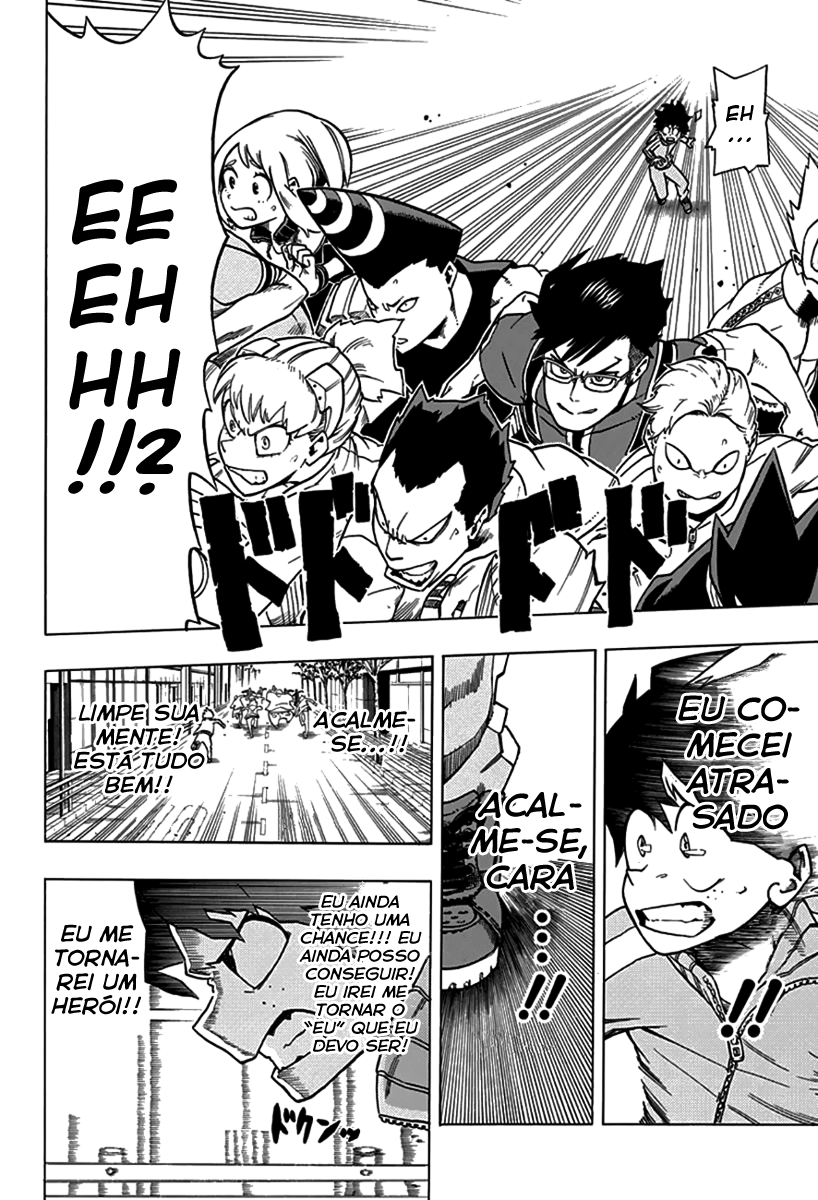 EH
...
EE
EH
HH
!!?
ドドドド
EU CO-
MECEI
ATRA-
SADO
!!
ACAL-
ME-SE,
CARA
...
!!
ACALME-
SE...!!
LIMPE SUA
MENTE!
ESTÁ TUDO
BEM!!
EU AINDA
TENHO UMA
CHANCE!!! EU
AINDA POSSO
CONSEGUIR!
EU IREI ME
TORNAR O
"EU" QUE EU
DEVO SER!
EU ME
TORNA-
REI UM
HERÓI!!
ドクンッ